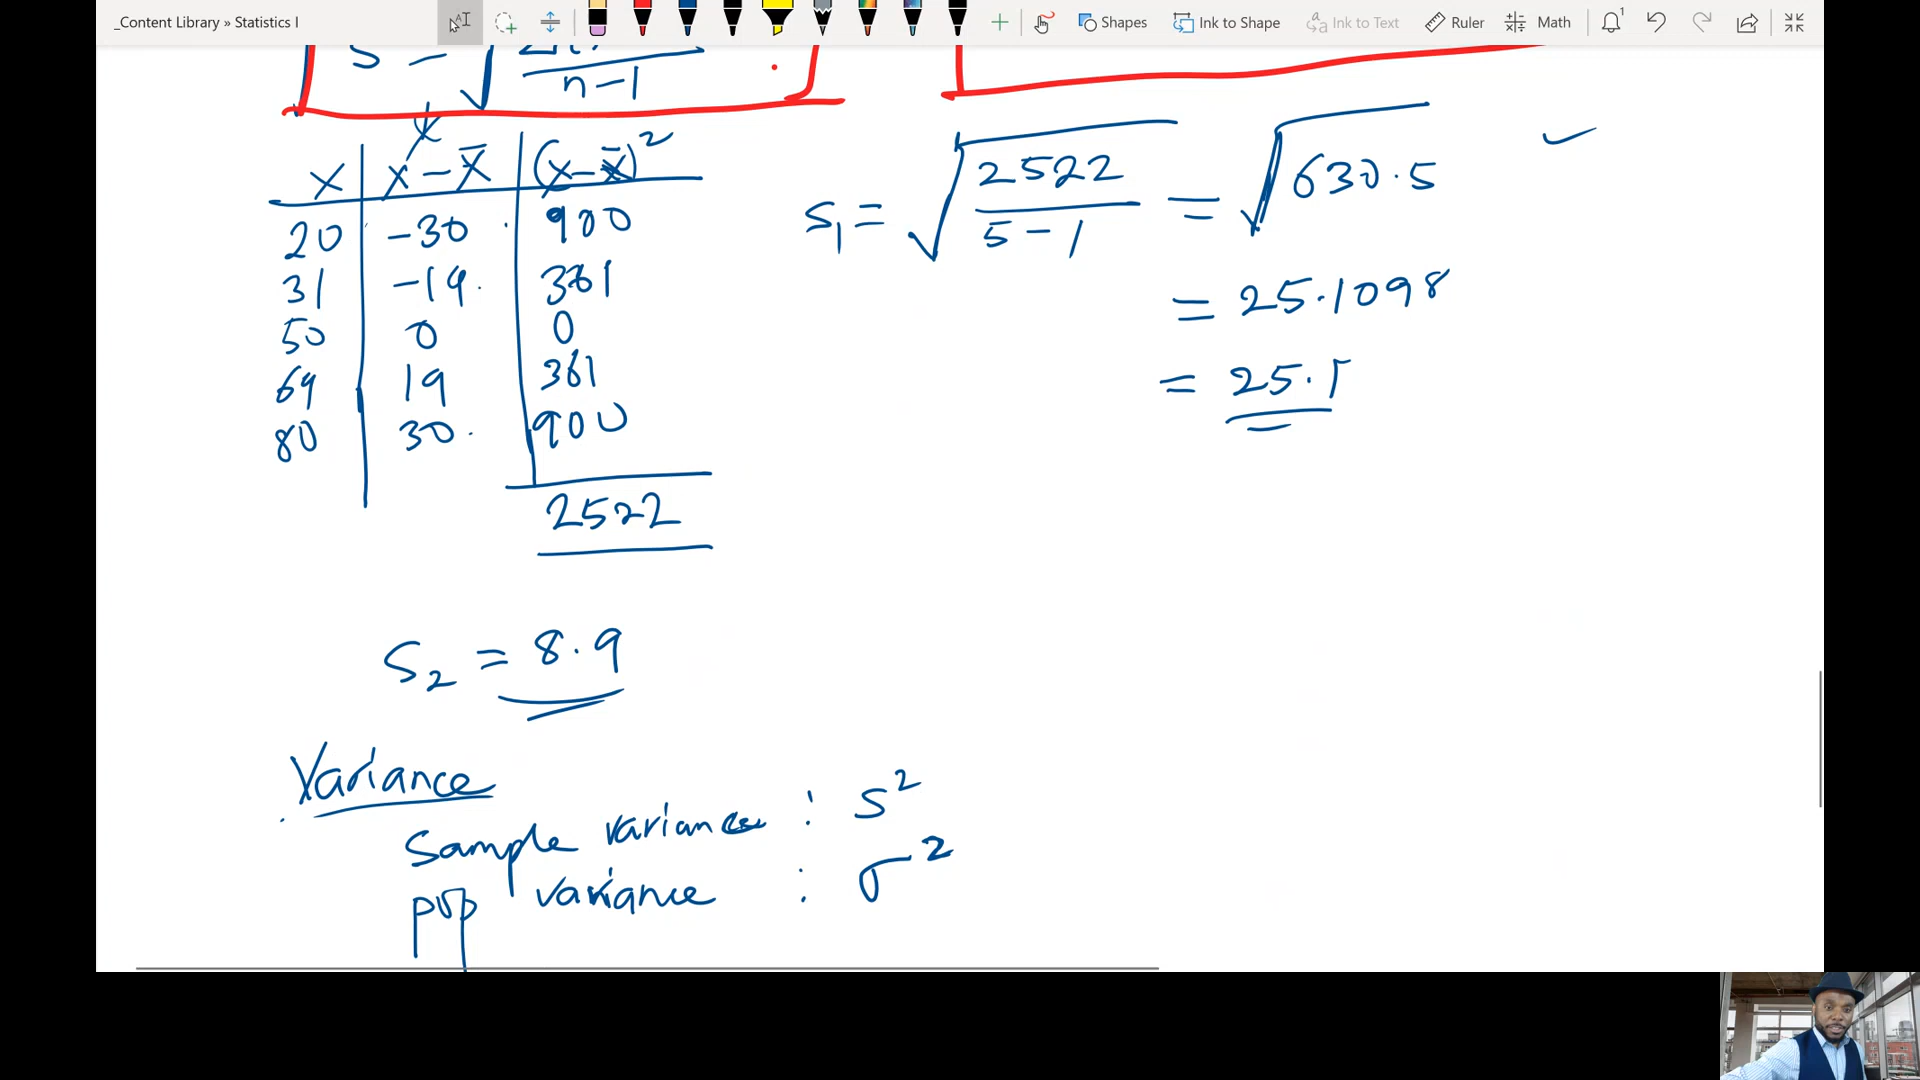 _Content Library » Statistics I
Shapes
Ink to Shape
Ink to Text
Ruler
Math
1
S = √
n-1
x | x - x̄ | (x - x̄)²
20 | -30 | 900
31 | -19 | 361
50 | 0 | 0
69 | 19 | 361
80 | 30 | 900
2522
S₁ = √(2522 / 5-1) = √630.5
= 25.1098
= 25.1
S₂ = 8.9
Variance
Sample variance : S²
pop variance : σ²